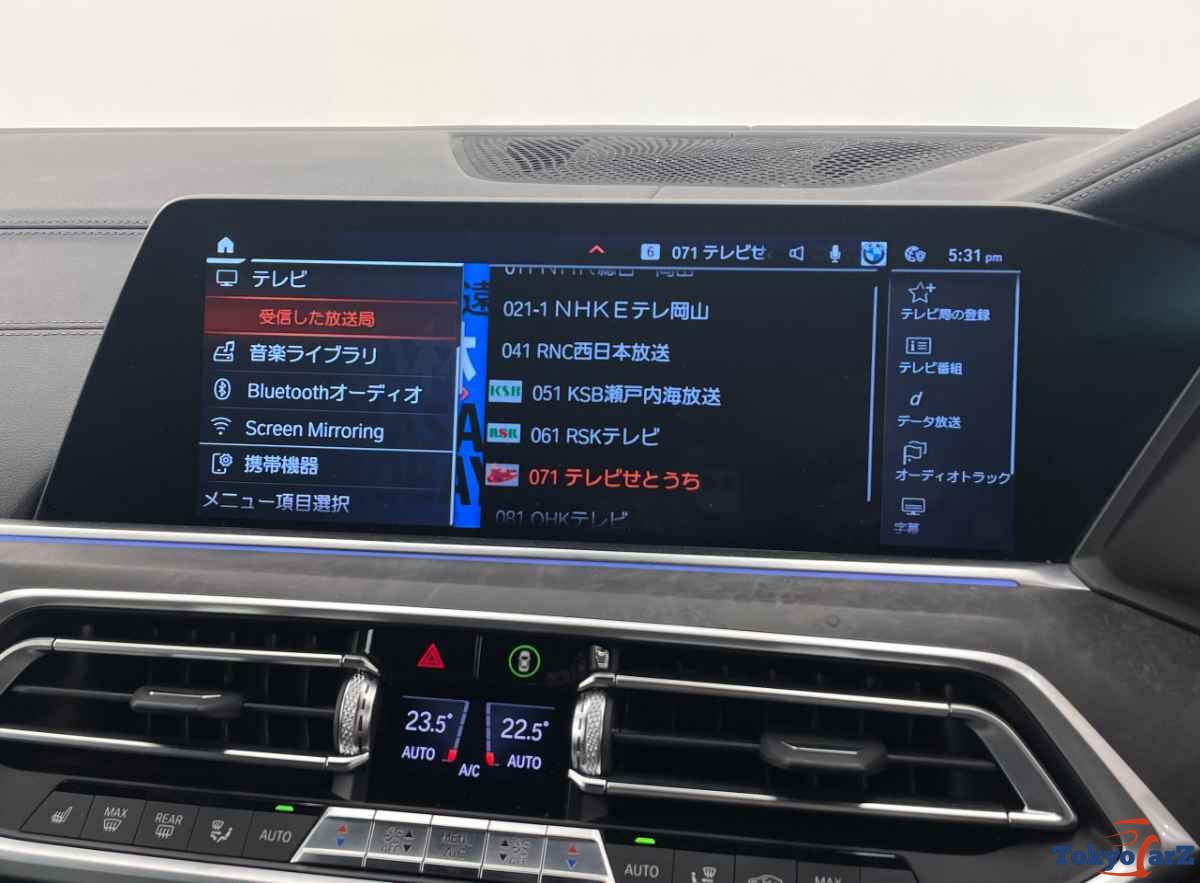 6 071 テレビせ
5:31 pm
テレビ
受信した放送局
音楽ライブラリ
Bluetoothオーディオ
Screen Mirroring
携帯機器
メニュー項目選択
021-1 NHKEテレ岡山
041 RNC西日本放送
KSB 051 KSB瀬戸内海放送
RSK 061 RSKテレビ
071 テレビせとうち
081 OHKテレビ
テレビ局の登録
テレビ番組
d
データ放送
オーディオトラック
字幕
23.5°
AUTO
22.5°
AUTO
A/C
MAX
REAR
AUTO
AUTO
MAX
TokyoCarZ